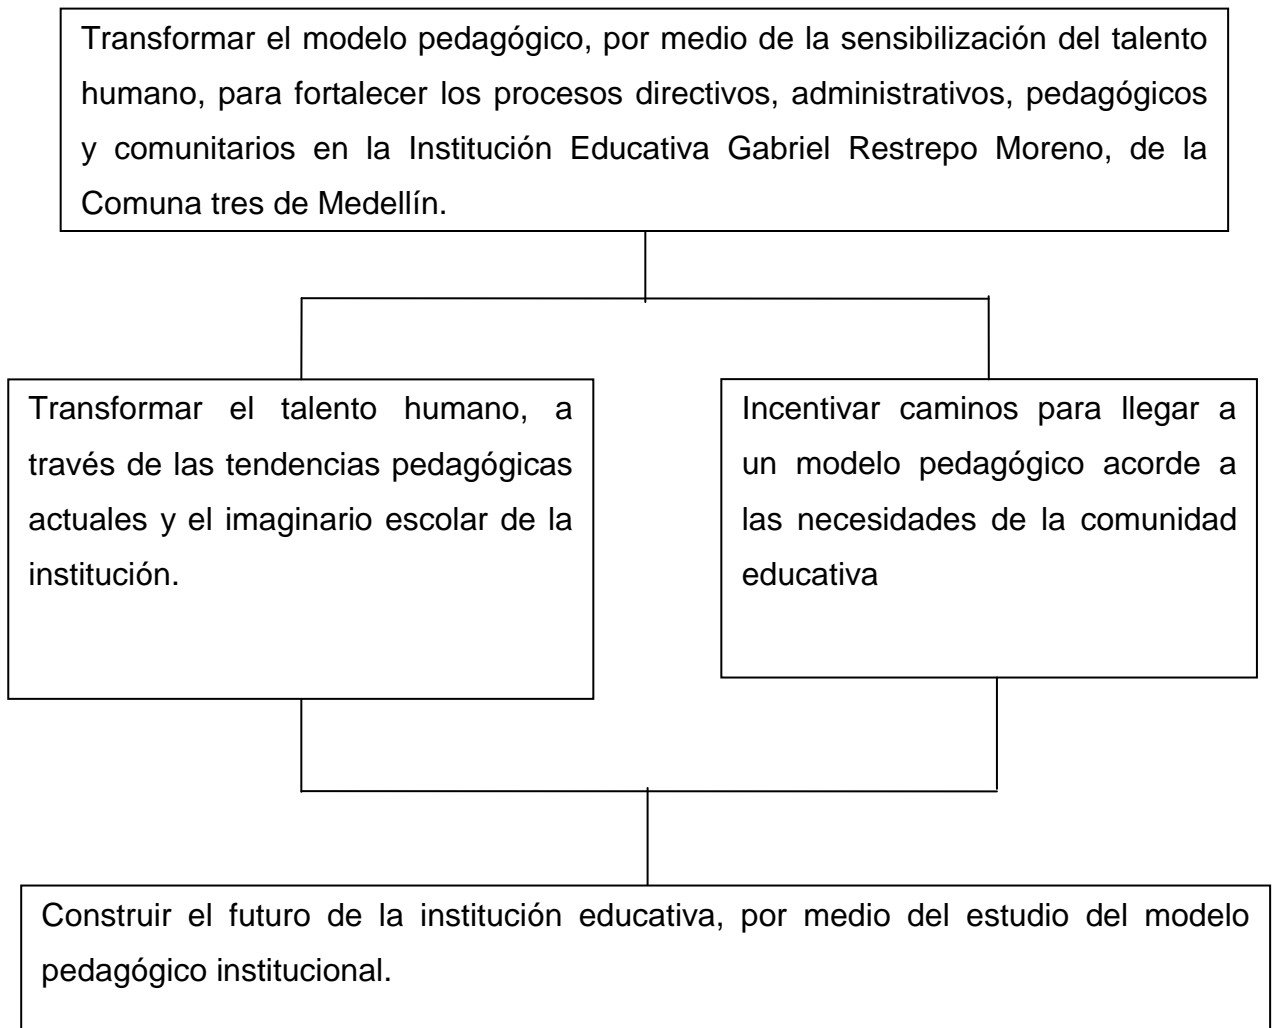 Transformar el modelo pedagógico, por medio de la sensibilización del talento
humano, para fortalecer los procesos directivos, administrativos, pedagógicos
y comunitarios en la Institución Educativa Gabriel Restrepo Moreno, de la
Comuna tres de Medellín.
Transformar el talento humano, a
través de las tendencias pedagógicas
actuales y el imaginario escolar de la
institución.
Incentivar caminos para llegar a
un modelo pedagógico acorde a
las necesidades de la comunidad
educativa
Construir el futuro de la institución educativa, por medio del estudio del modelo
pedagógico institucional.